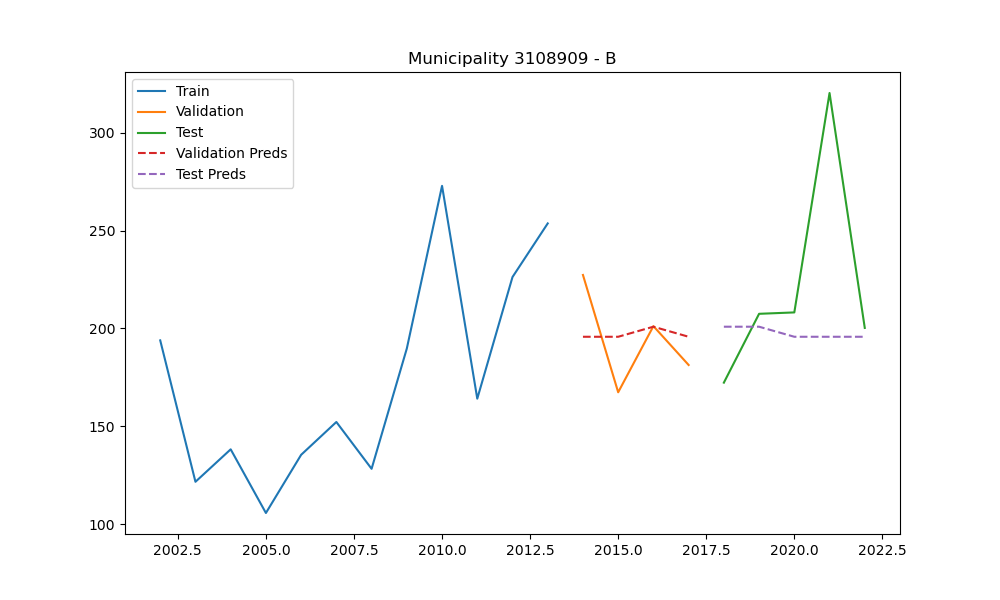 Municipality 3108909 - B
Train
Validation
Test
Validation Preds
Test Preds
300
250
200
150
100
2002.5 2005.0 2007.5 2010.0 2012.5 2015.0 2017.5 2020.0 2022.5